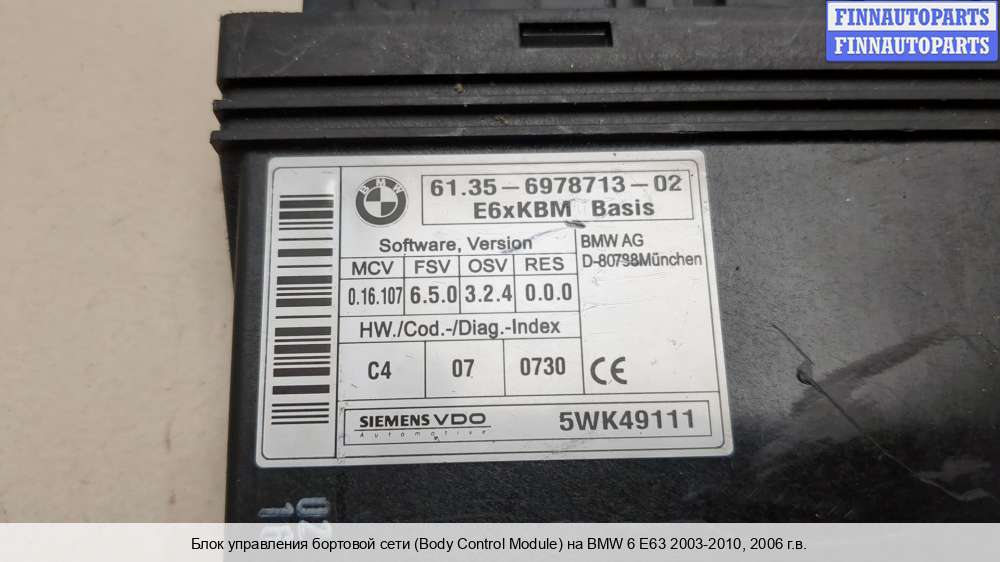 FINNAUTOPARTS
FINNAUTOPARTS
BMW
61.35-6978713-02
E6xKBM Basis
Software, Version
BMW AG
D-80798München
MCV FSV OSV RES
0.16.107 6.5.0 3.2.4 0.0.0
HW./Cod.-/Diag.-Index
C4 07 0730 CE
SIEMENS VDO
Automotive
5WK49111
02
Блок управления бортовой сети (Body Control Module) на BMW 6 E63 2003-2010, 2006 г.в.